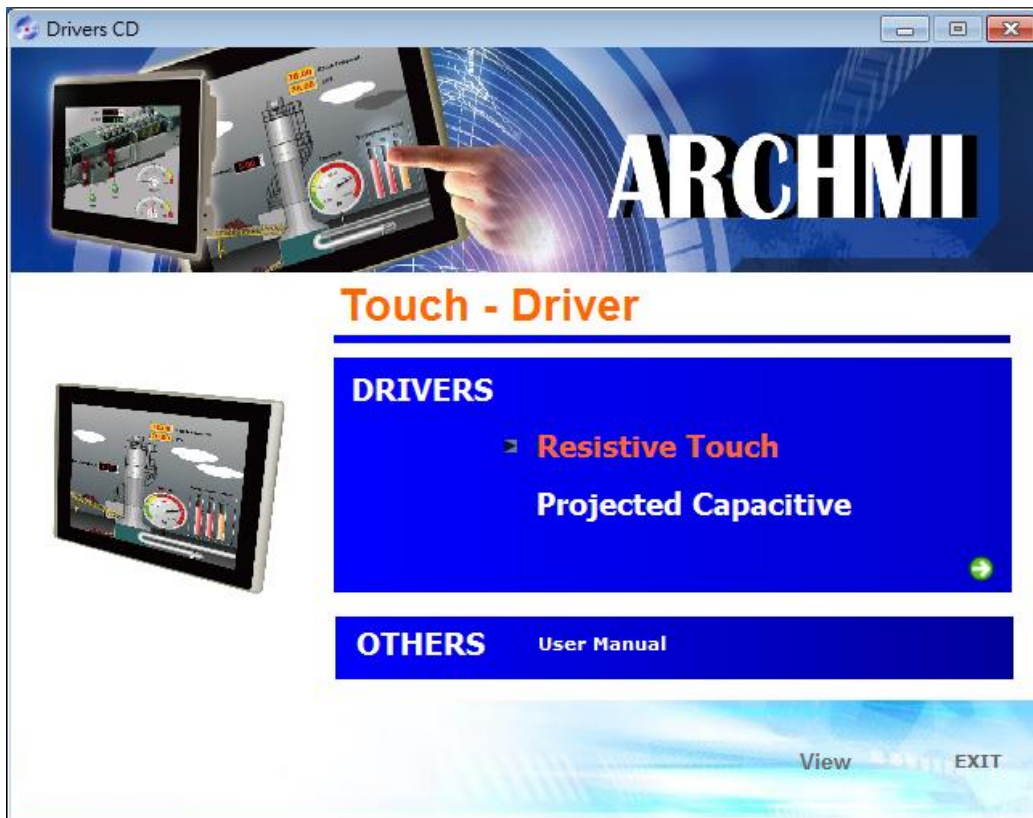 Drivers CD
ARCHMI
Touch - Driver
DRIVERS
Resistive Touch
Projected Capacitive
OTHERS
User Manual
View
EXIT